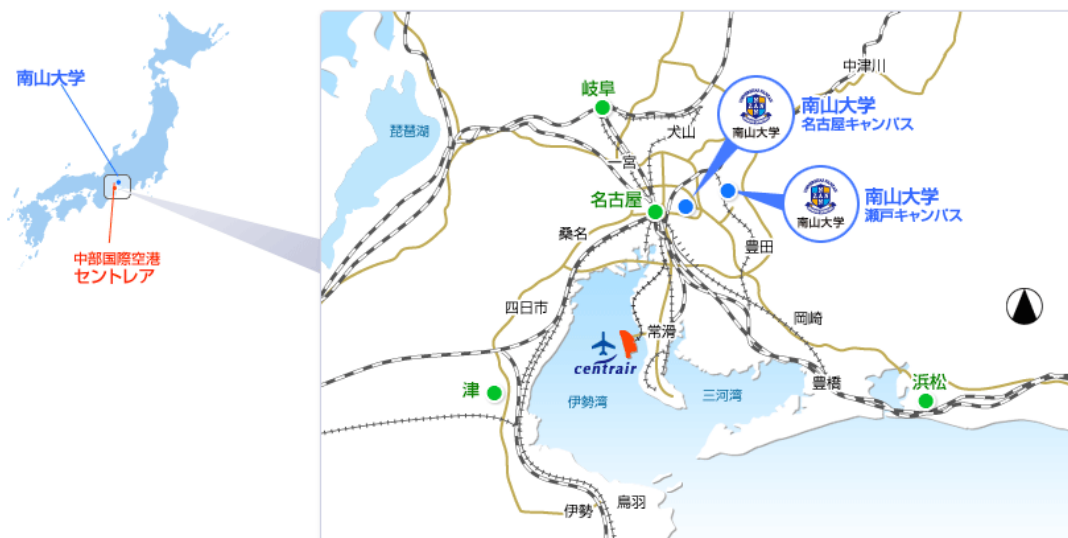 南山大学
中部国際空港
セントレア
中津川
岐阜
南山大学
南山大学
名古屋キャンパス
琵琶湖
犬山
一宮
南山大学
南山大学
瀬戸キャンパス
名古屋
桑名
豊田
四日市
岡崎
常滑
centrair
津
伊勢湾
三河湾
豊橋
浜松
伊勢
鳥羽